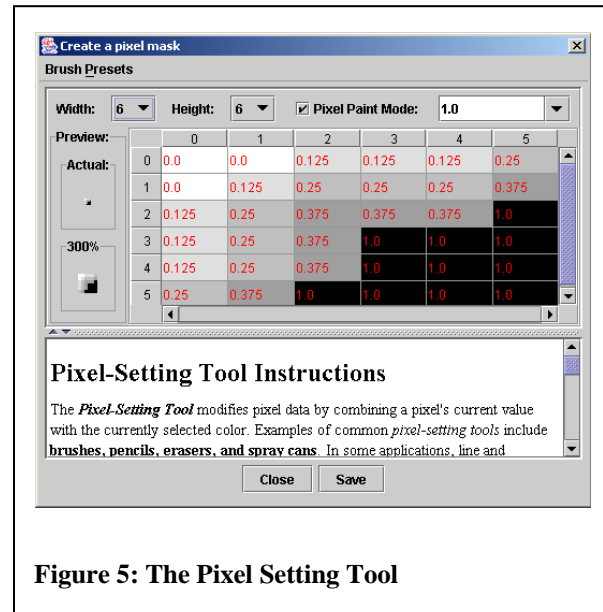 Create a pixel mask
Brush Presets
Width: 6 Height: 6 Pixel Paint Mode: 1.0
Preview:
Actual:
300%
0 1 2 3 4 5
0 0.0 0.0 0.125 0.125 0.125 0.25
1 0.0 0.125 0.25 0.25 0.25 0.375
2 0.125 0.25 0.375 0.375 0.375 1.0
3 0.125 0.25 0.375 1.0 1.0 1.0
4 0.125 0.25 0.375 1.0 1.0 1.0
5 0.25 0.375 1.0 1.0 1.0 1.0
Pixel-Setting Tool Instructions
The Pixel-Setting Tool modifies pixel data by combining a pixel's current value
with the currently selected color. Examples of common pixel-setting tools include
brushes, pencils, erasers, and spray cans. In some applications, line and
Close Save
Figure 5: The Pixel Setting Tool